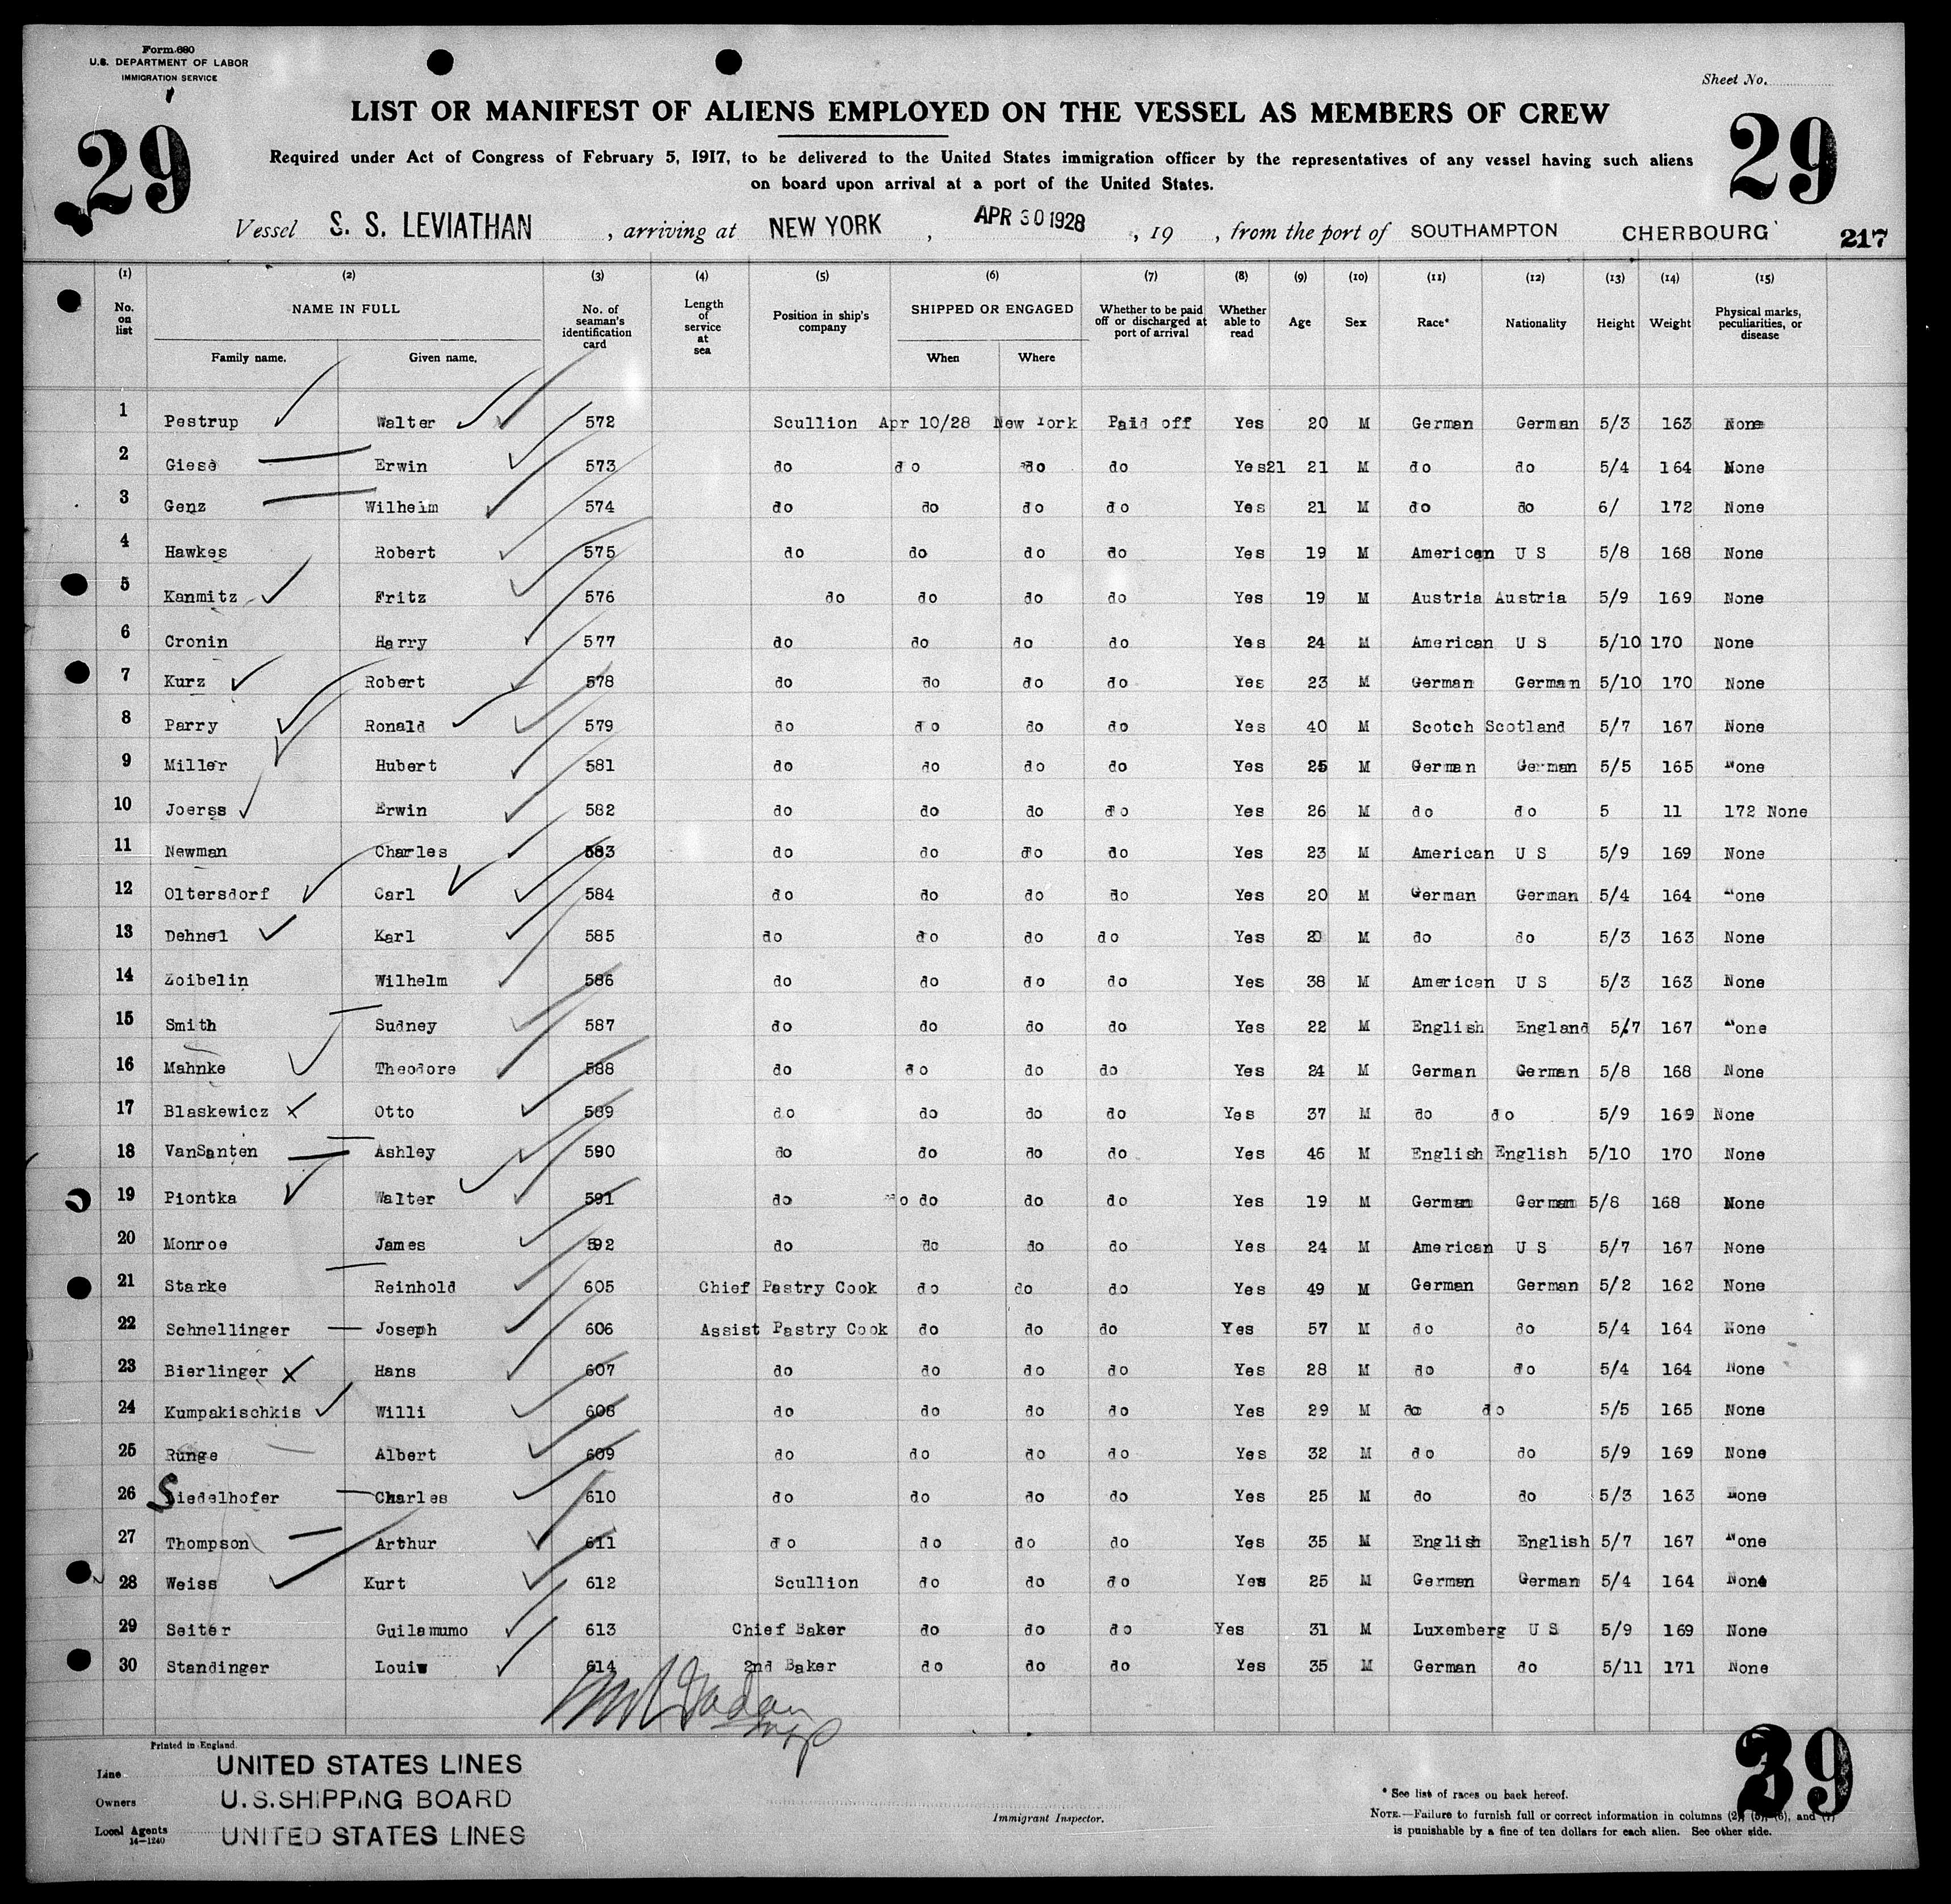 Form 680
U.S. DEPARTMENT OF LABOR
IMMIGRATION SERVICE
Sheet No.
LIST OR MANIFEST OF ALIENS EMPLOYED ON THE VESSEL AS MEMBERS OF CREW
29 29
Required under Act of Congress of February 5, 1917, to be delivered to the United States immigration officer by the representatives of any vessel having such aliens
on board upon arrival at a port of the United States.
Vessel S. S. LEVIATHAN , arriving at NEW YORK , APR 30 1928 , 19 , from the port of SOUTHAMPTON CHERBOURG 217
(1) (2) (3) (4) (5) (6) (7) (8) (9) (10) (11) (12) (13) (14) (15)
No. on list NAME IN FULL Family name. Given name. No. of seaman's identification card Length of service at sea Position in ship's company SHIPPED OR ENGAGED When Where Whether to be paid off or discharged at port of arrival Whether able to read Age Sex Race* Nationality Height Weight Physical marks, peculiarities, or disease
1 Pestrup Walter 572 Scullion Apr 10/28 New York Paid off Yes 20 M German German 5/3 163 None
2 Giese Erwin 573 do do do do Yes21 21 M do do 5/4 164 None
3 Genz Wilhelm 574 do do do do Yes 21 M do do 6/ 172 None
4 Hawkes Robert 575 do do do do Yes 19 M American U S 5/8 168 None
5 Kanmitz Fritz 576 do do do do Yes 19 M Austria Austria 5/9 169 None
6 Cronin Harry 577 do do do do Yes 24 M American U S 5/10 170 None
7 Kurz Robert 578 do do do do Yes 23 M German German 5/10 170 None
8 Parry Ronald 579 do do do do Yes 40 M Scotch Scotland 5/7 167 None
9 Miller Hubert 581 do do do do Yes 25 M German German 5/5 165 None
10 Joerss Erwin 582 do do do do Yes 26 M do do 5 11 172 None
11 Newman Charles 583 do do do do Yes 23 M American U S 5/9 169 None
12 Oltersdorf Carl 584 do do do do Yes 20 M German German 5/4 164 None
13 Dehnel Karl 585 do do do do Yes 20 M do do 5/3 163 None
14 Zoibelin Wilhelm 586 do do do do Yes 38 M American U S 5/3 163 None
15 Smith Sudney 587 do do do do Yes 22 M English England 5/7 167 None
16 Mahnke Theodore 588 do do do do Yes 24 M German German 5/8 168 None
17 Blaskewicz Otto 589 do do do do Yes 37 M do do 5/9 169 None
18 VanSanten Ashley 590 do do do do Yes 46 M English English 5/10 170 None
19 Piontka Walter 591 do do do do Yes 19 M German German 5/8 168 None
20 Monroe James 592 do do do do Yes 24 M American U S 5/7 167 None
21 Starke Reinhold 605 Chief Pastry Cook do do do Yes 49 M German German 5/2 162 None
22 Schnellinger Joseph 606 Assist Pastry Cook do do do Yes 57 M do do 5/4 164 None
23 Bierlinger Hans 607 do do do do Yes 28 M do do 5/4 164 None
24 Kumpakischkis Willi 608 do do do do Yes 29 M do do 5/5 165 None
25 Runge Albert 609 do do do do Yes 32 M do do 5/9 169 None
26 Siedelhofer Charles 610 do do do do Yes 25 M do do 5/3 163 None
27 Thompson Arthur 611 do do do do Yes 35 M English English 5/7 167 None
28 Weiss Kurt 612 Scullion do do do Yes 25 M German German 5/4 164 None
29 Seiter Guilamumo 613 Chief Baker do do do Yes 31 M Luxemberg U S 5/9 169 None
30 Standinger Louiw 614 2nd Baker do do do Yes 35 M German do 5/11 171 None
Printed in England.
Line UNITED STATES LINES
Owners U.S. SHIPPING BOARD
Local Agents UNITED STATES LINES
14-1240
Immigrant Inspector.
39
* See list of races on back hereof.
NOTE.—Failure to furnish full or correct information in columns (2), (5), (6), and (7)
is punishable by a fine of ten dollars for each alien. See other side.